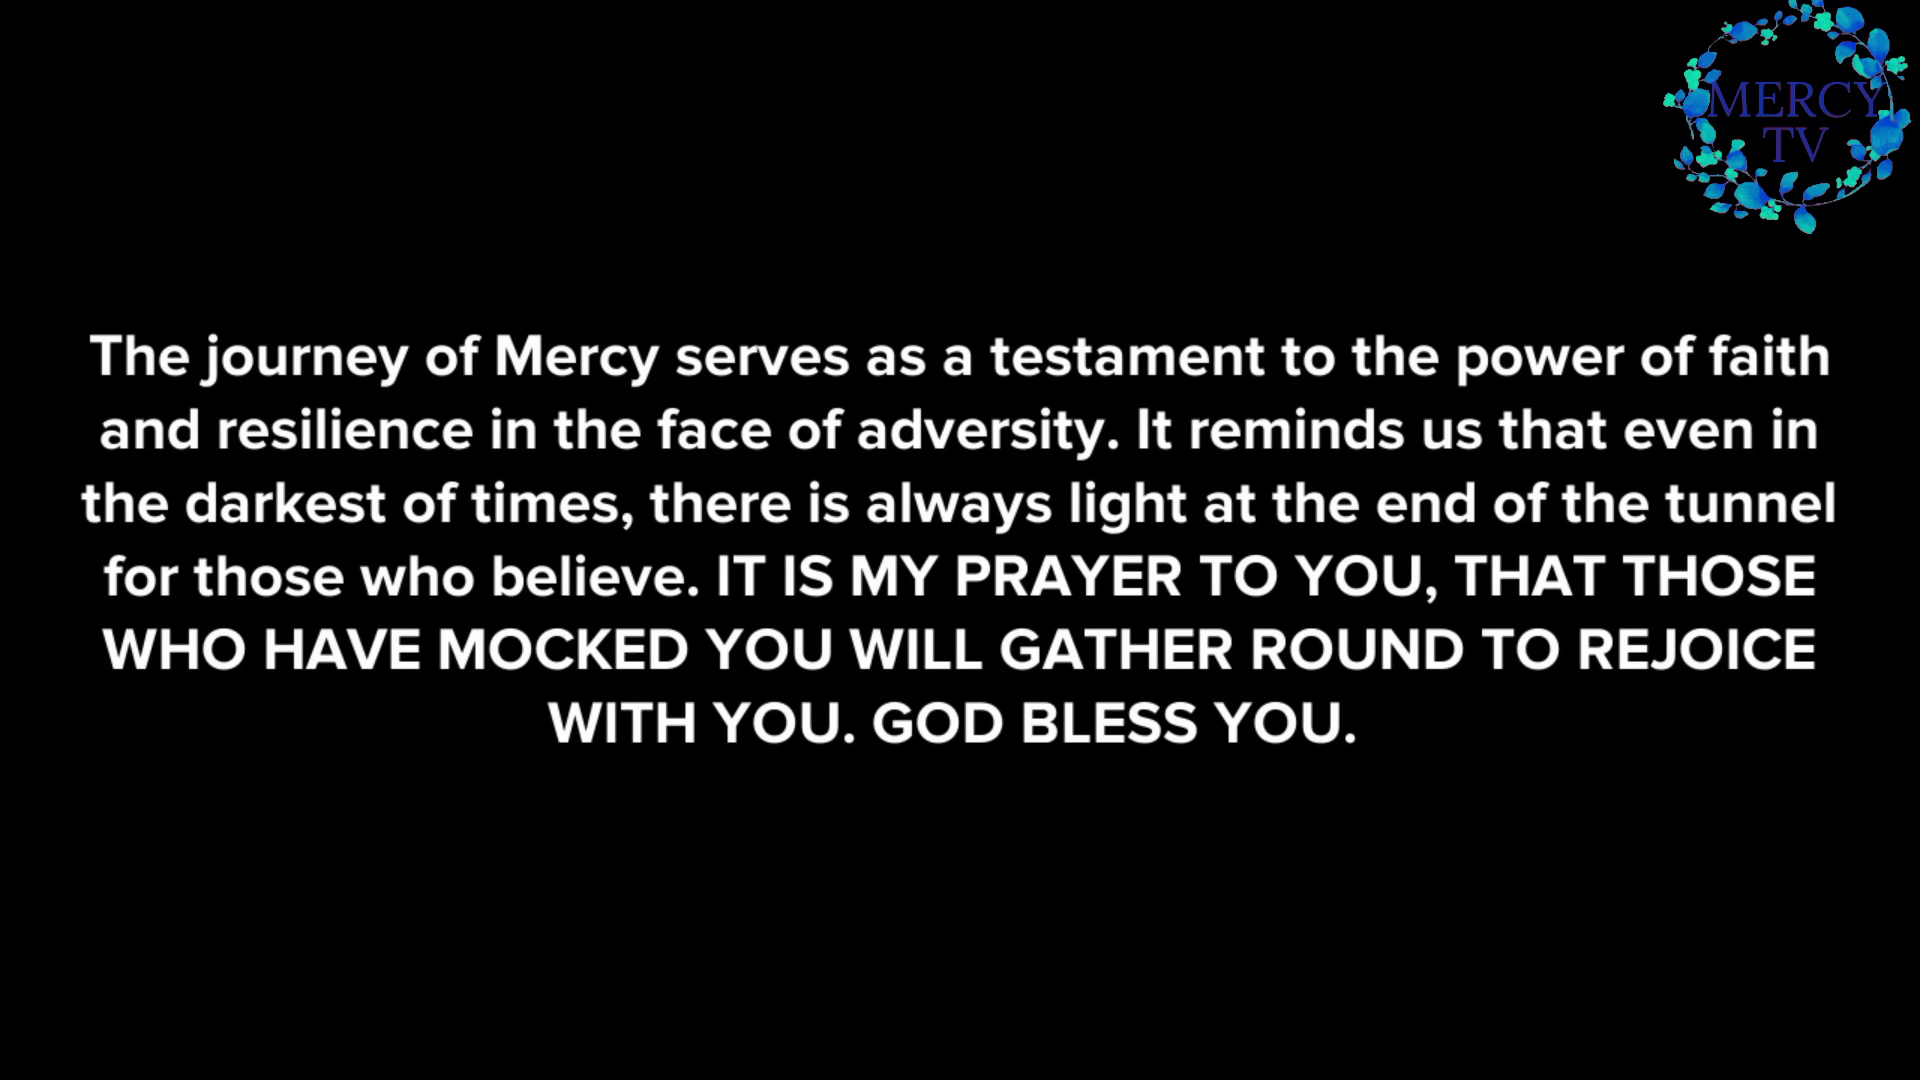 MERCY
TV
The journey of Mercy serves as a testament to the power of faith
and resilience in the face of adversity. It reminds us that even in
the darkest of times, there is always light at the end of the tunnel
for those who believe. IT IS MY PRAYER TO YOU, THAT THOSE
WHO HAVE MOCKED YOU WILL GATHER ROUND TO REJOICE
WITH YOU. GOD BLESS YOU.